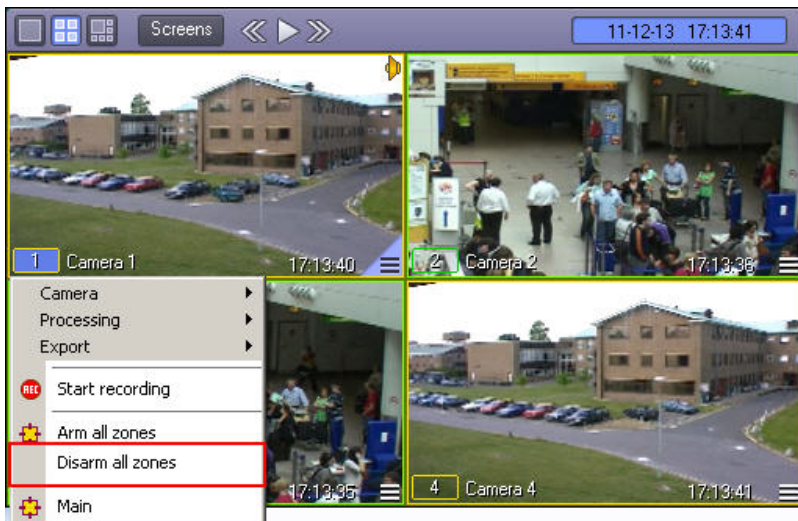 Screens
11-12-13 17:13:41
1 Camera 1 17:13:40
2 Camera 2 17:13:36
Camera
Processing
Export
REC Start recording
Arm all zones
Disarm all zones
Main
17:13:35
4 Camera 4 17:13:41